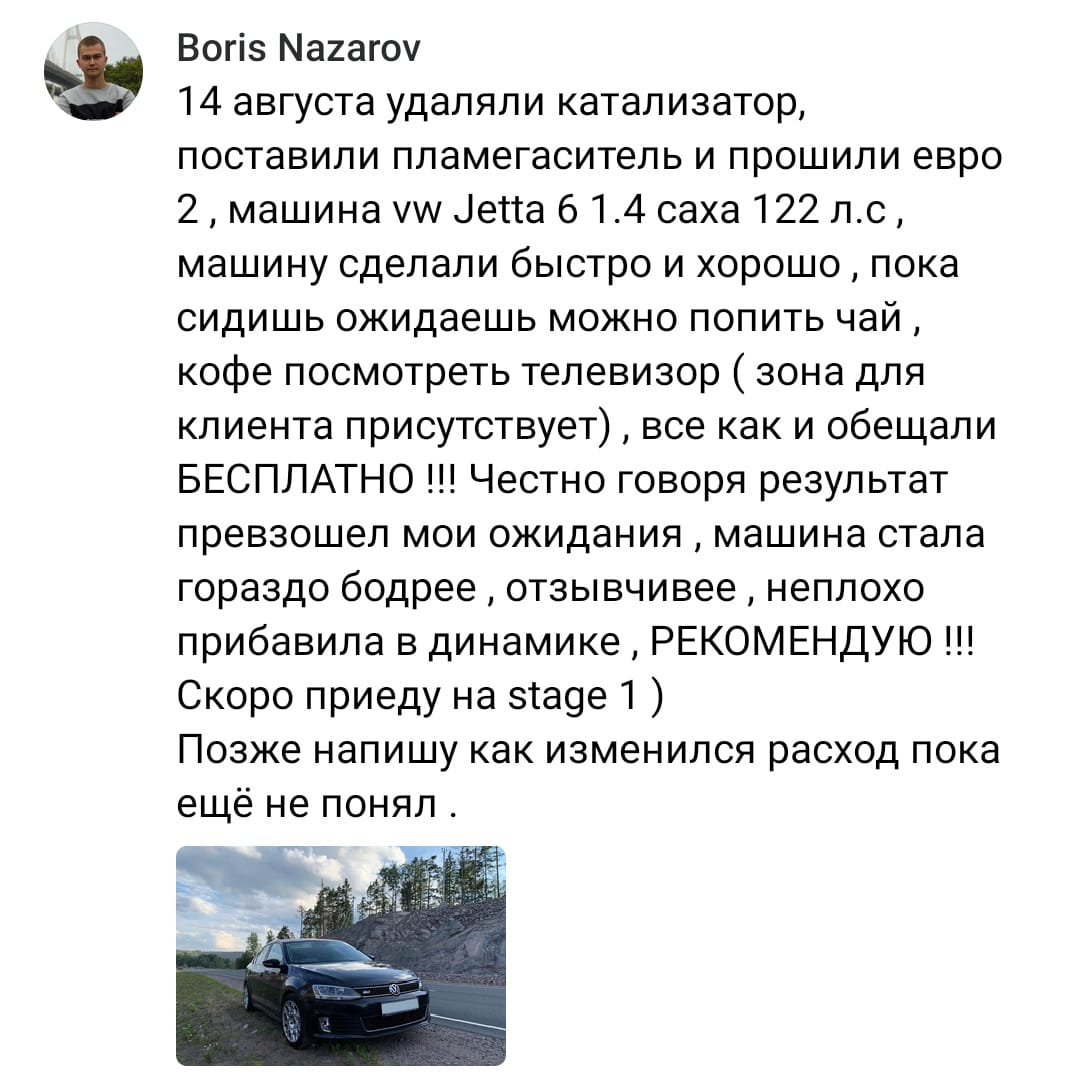 Boris Nazarov
14 августа удаляли катализатор,
поставили пламегаситель и прошили евро
2 , машина vw Jetta 6 1.4 саха 122 л.с ,
машину сделали быстро и хорошо , пока
сидишь ожидаешь можно попить чай ,
кофе посмотреть телевизор ( зона для
клиента присутствует) , все как и обещали
БЕСПЛАТНО !!! Честно говоря результат
превзошел мои ожидания , машина стала
гораздо бодрее , отзывчивее , неплохо
прибавила в динамике , РЕКОМЕНДУЮ !!!
Скоро приеду на stage 1 )
Позже напишу как изменился расход пока
ещё не понял .